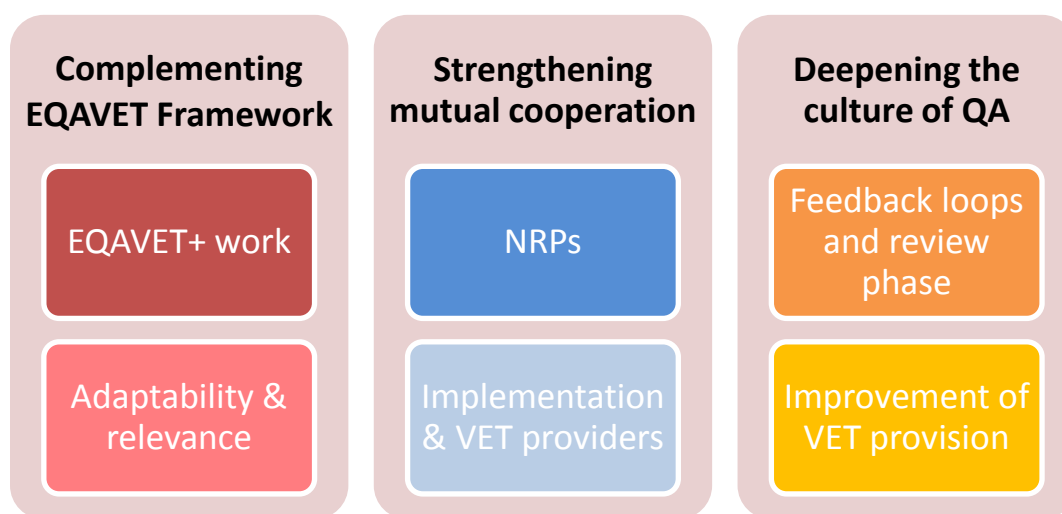 Complementing
EQAVET Framework
EQAVET+ work
Adaptability &
relevance
Strengthening
mutual cooperation
NRPs
Implementation
& VET providers
Deepening the
culture of QA
Feedback loops
and review
phase
Improvement of
VET provision